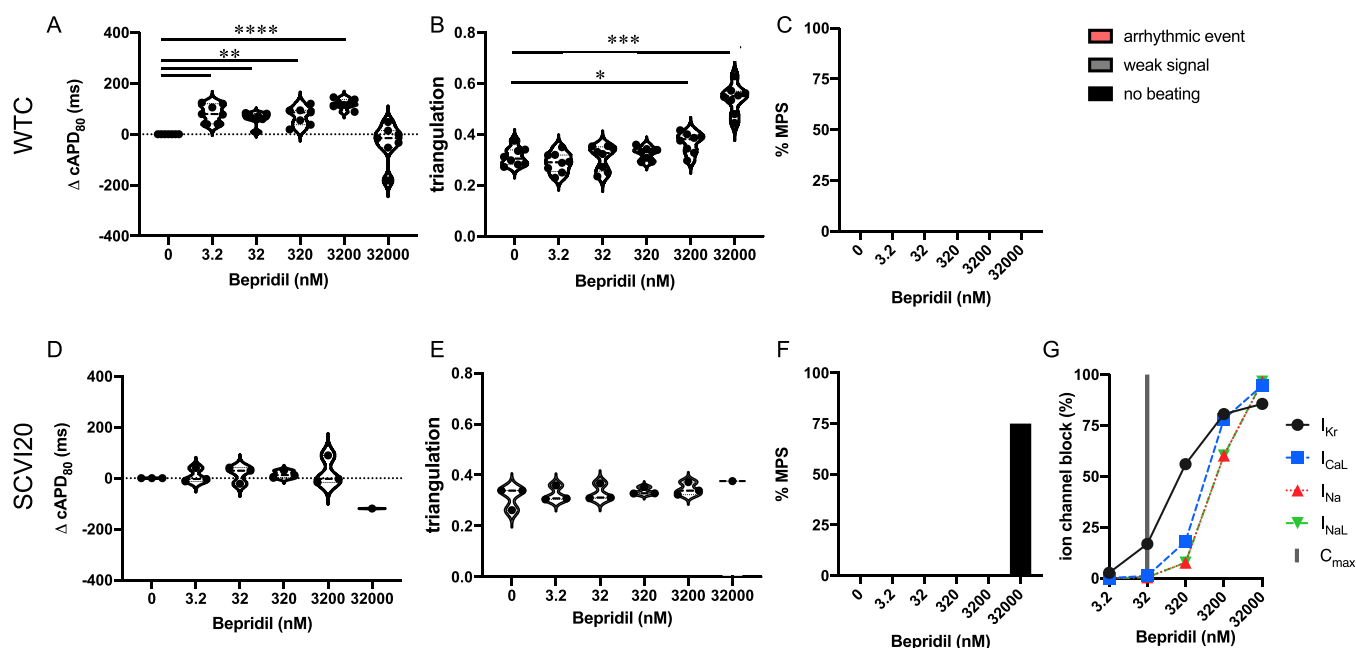 A
B
C
WTC
****
**
400
200
0
-200
-400
Δ cAPD80 (ms)
0 3.2 32 320 3200 32000
Bepridil (nM)
***
*
0.8
0.6
0.4
0.2
0.0
triangulation
0 3.2 32 320 3200 32000
Bepridil (nM)
100
75
50
25
0
% MPS
0 3.2 32 320 3200 32000
Bepridil (nM)
arrhythmic event
weak signal
no beating
D
E
F
G
SCVI20
400
200
0
-200
-400
Δ cAPD80 (ms)
0 3.2 32 320 3200 32000
Bepridil (nM)
0.8
0.6
0.4
0.2
0.0
triangulation
0 3.2 32 320 3200 32000
Bepridil (nM)
100
75
50
25
0
% MPS
0 3.2 32 320 3200 32000
Bepridil (nM)
100
75
50
25
0
ion channel block (%)
3.2 32 320 3200 32000
Bepridil (nM)
IKr
ICaL
INa
INaL
Cmax